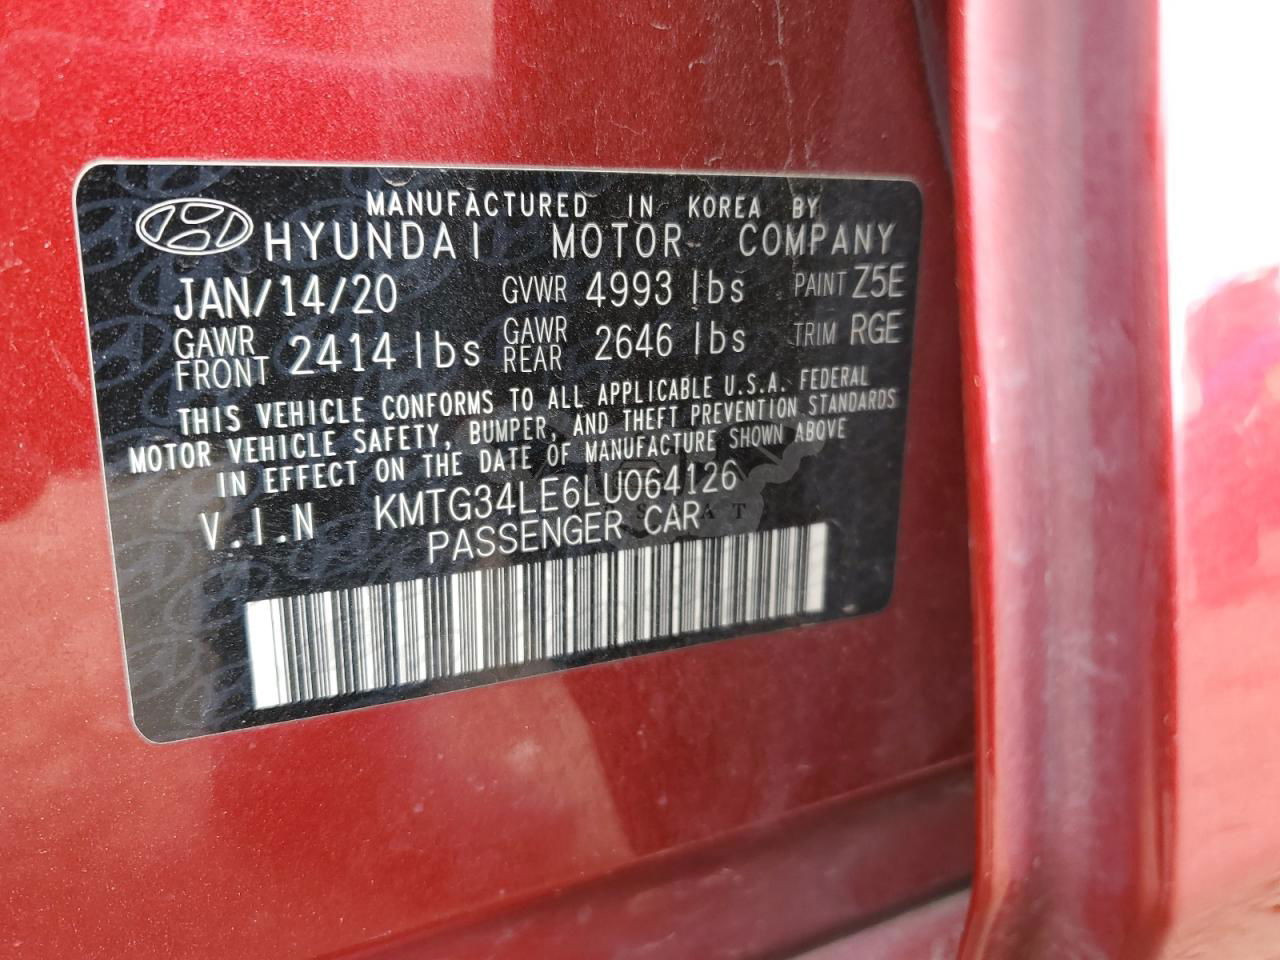 MANUFACTURED IN KOREA BY
HYUNDAI MOTOR COMPANY
JAN/14/20 GVWR 4993 lbs PAINT Z5E
GAWR FRONT 2414 lbs GAWR REAR 2646 lbs TRIM RGE
THIS VEHICLE CONFORMS TO ALL APPLICABLE U.S.A. FEDERAL
MOTOR VEHICLE SAFETY, BUMPER, AND THEFT PREVENTION STANDARDS
IN EFFECT ON THE DATE OF MANUFACTURE SHOWN ABOVE
V.I.N KMTG34LE6LU064126
PASSENGER CAR